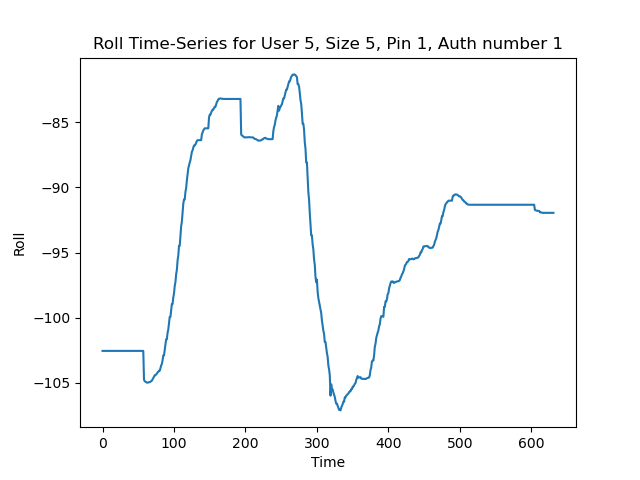 Roll Time-Series for User 5, Size 5, Pin 1, Auth number 1
−85
−90
−95
−100
−105
Roll
0 100 200 300 400 500 600
Time